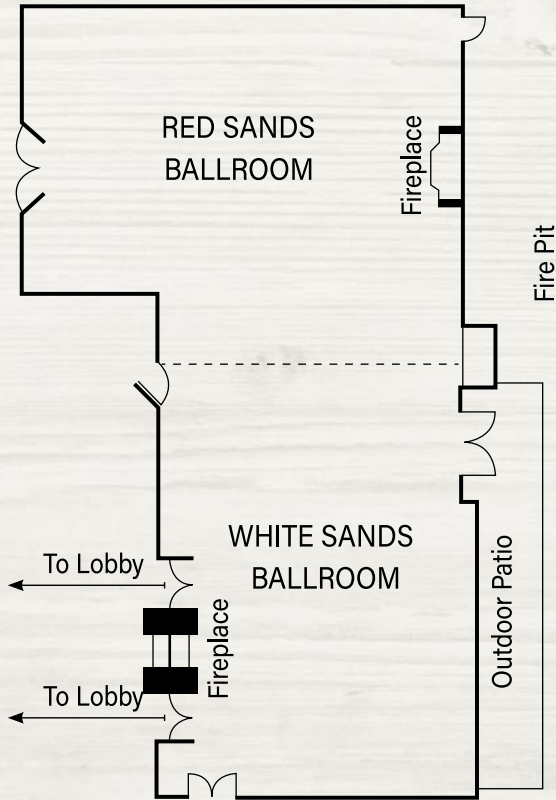 RED SANDS
BALLROOM
Fireplace
Fire Pit
WHITE SANDS
BALLROOM
To Lobby
Fireplace
Outdoor Patio
To Lobby